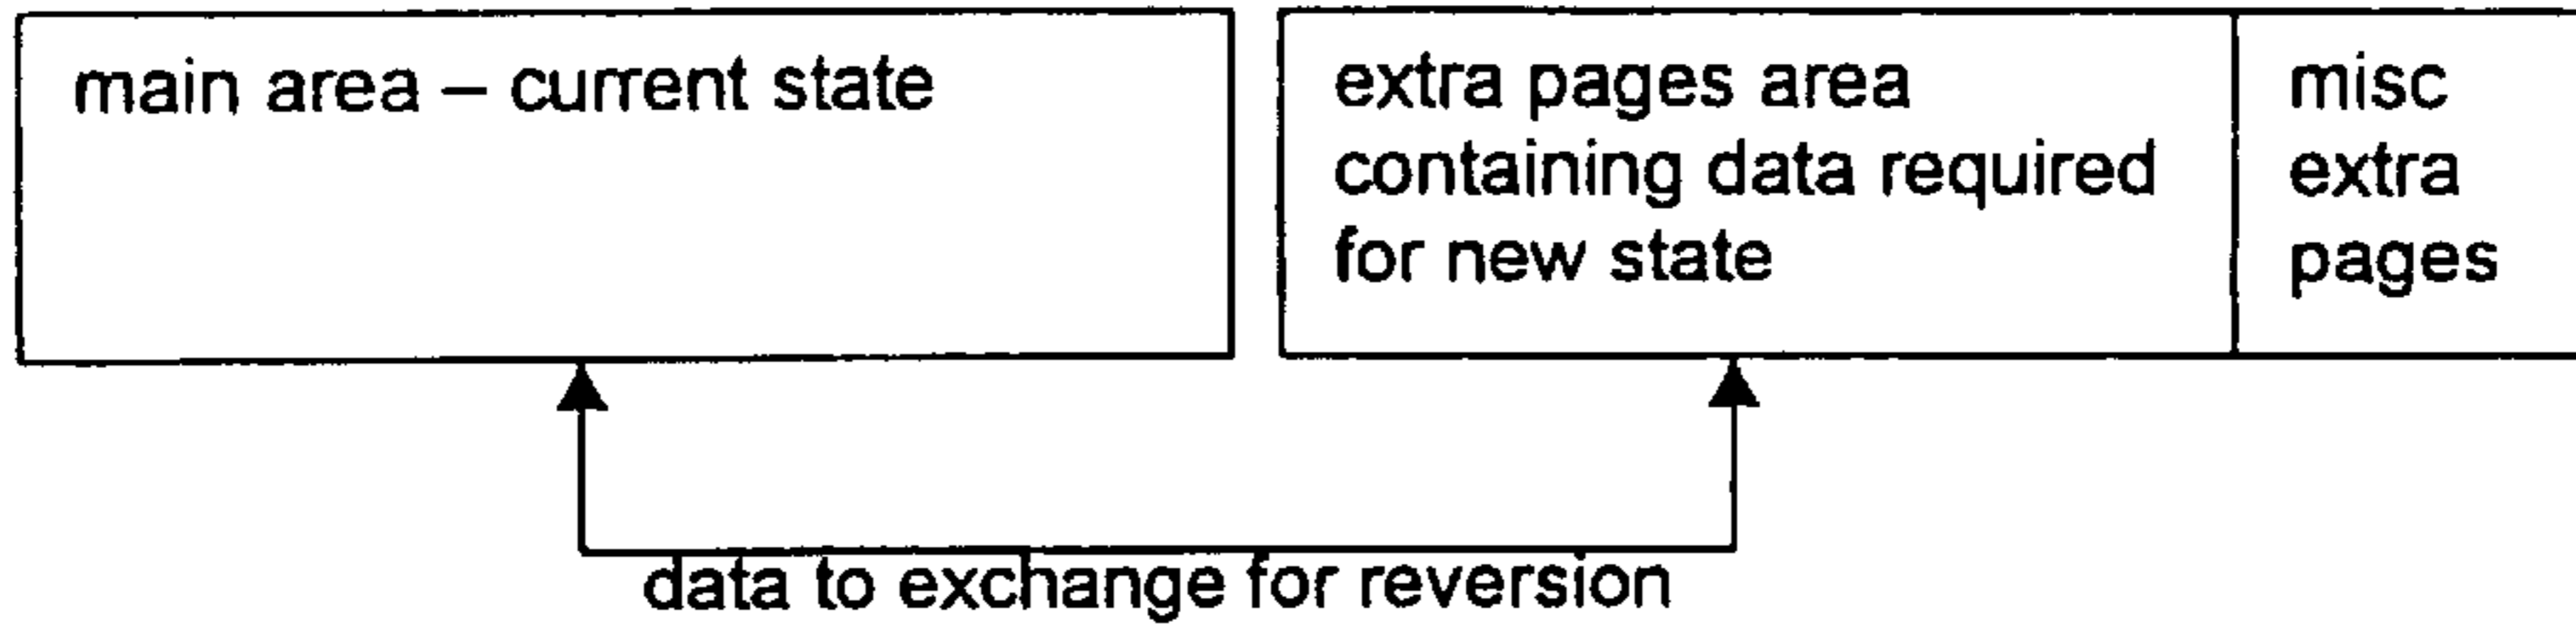 main area – current state
extra pages area
containing data required
for new state
misc
extra
pages
data to exchange for reversion